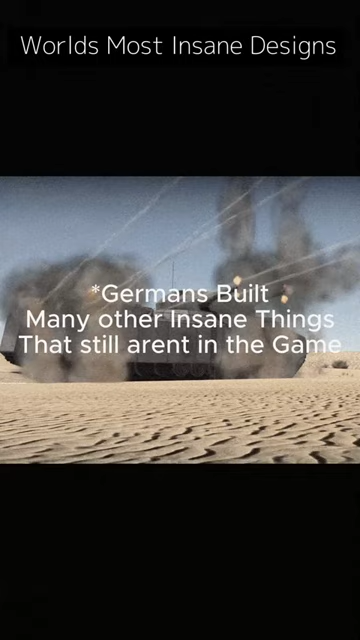 Worlds Most Insane Designs
*Germans Built
Many other Insane Things
That still arent in the Game